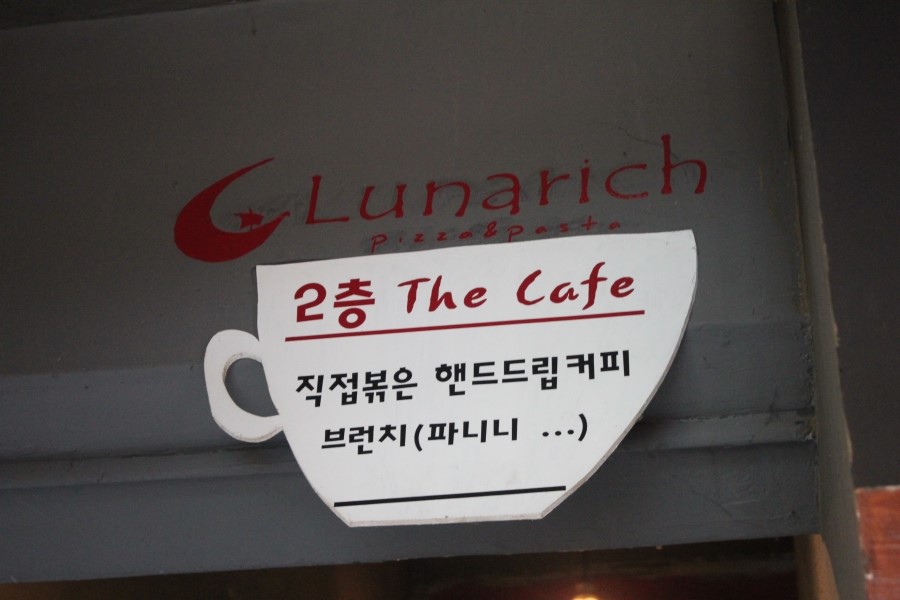 Lunarich
pizza&pasta
2층 The Cafe
직접볶은 핸드드립커피
브런치(파니니 ...)